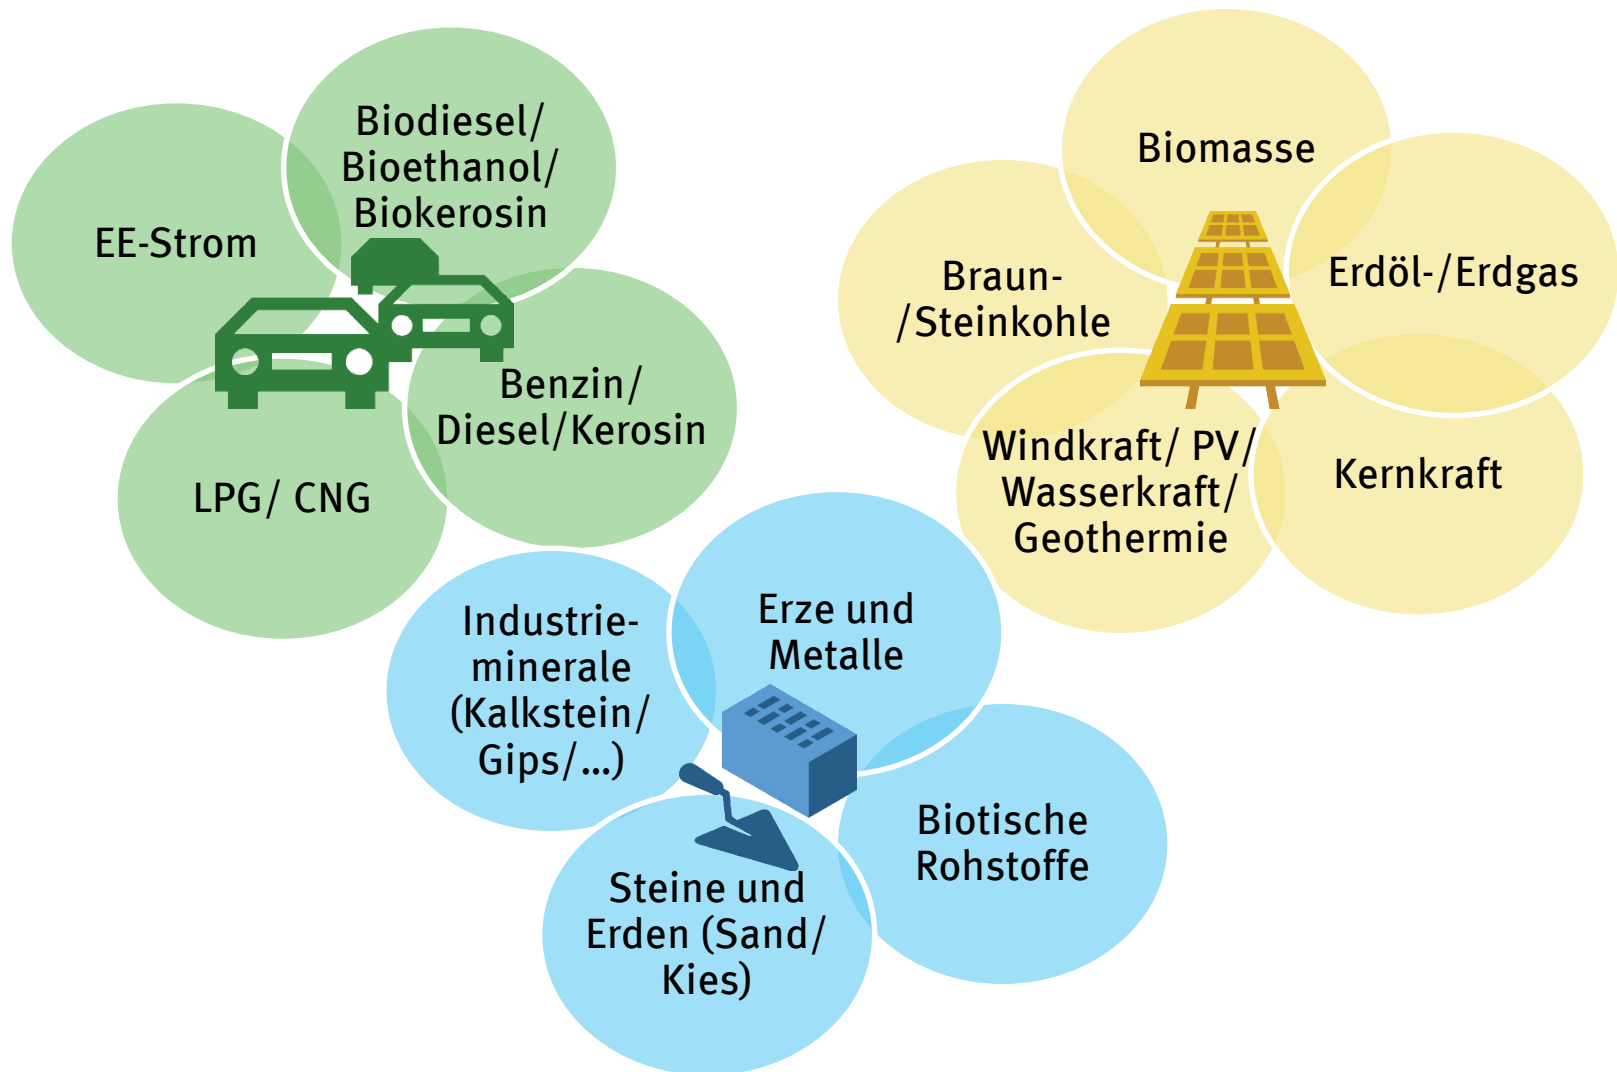 Biodiesel/
Bioethanol/
Biokerosin
EE-Strom
Benzin/
Diesel/Kerosin
LPG/ CNG
Biomasse
Braun-
/Steinkohle
Erdöl-/Erdgas
Windkraft/ PV/
Wasserkraft/
Geothermie
Kernkraft
Industrie-
minerale
(Kalkstein/
Gips/...)
Erze und
Metalle
Biotische
Rohstoffe
Steine und
Erden (Sand/
Kies)